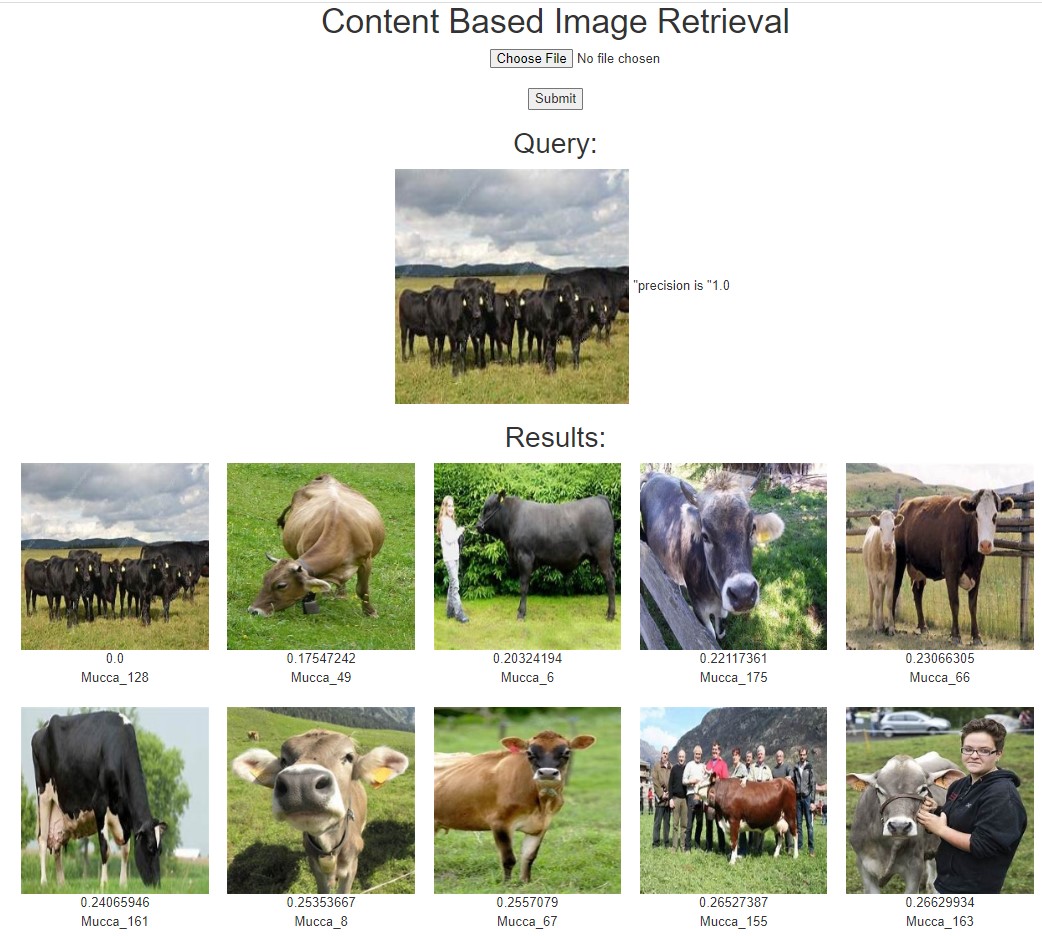 Content Based Image Retrieval
Choose File No file chosen
Submit
Query:
"precision is "1.0
Results:
0.0 0.17547242 0.20324194 0.22117361 0.23066305
Mucca_128 Mucca_49 Mucca_6 Mucca_175 Mucca_66
0.24065946 0.25353667 0.2557079 0.26527387 0.26629934
Mucca_161 Mucca_8 Mucca_67 Mucca_155 Mucca_163